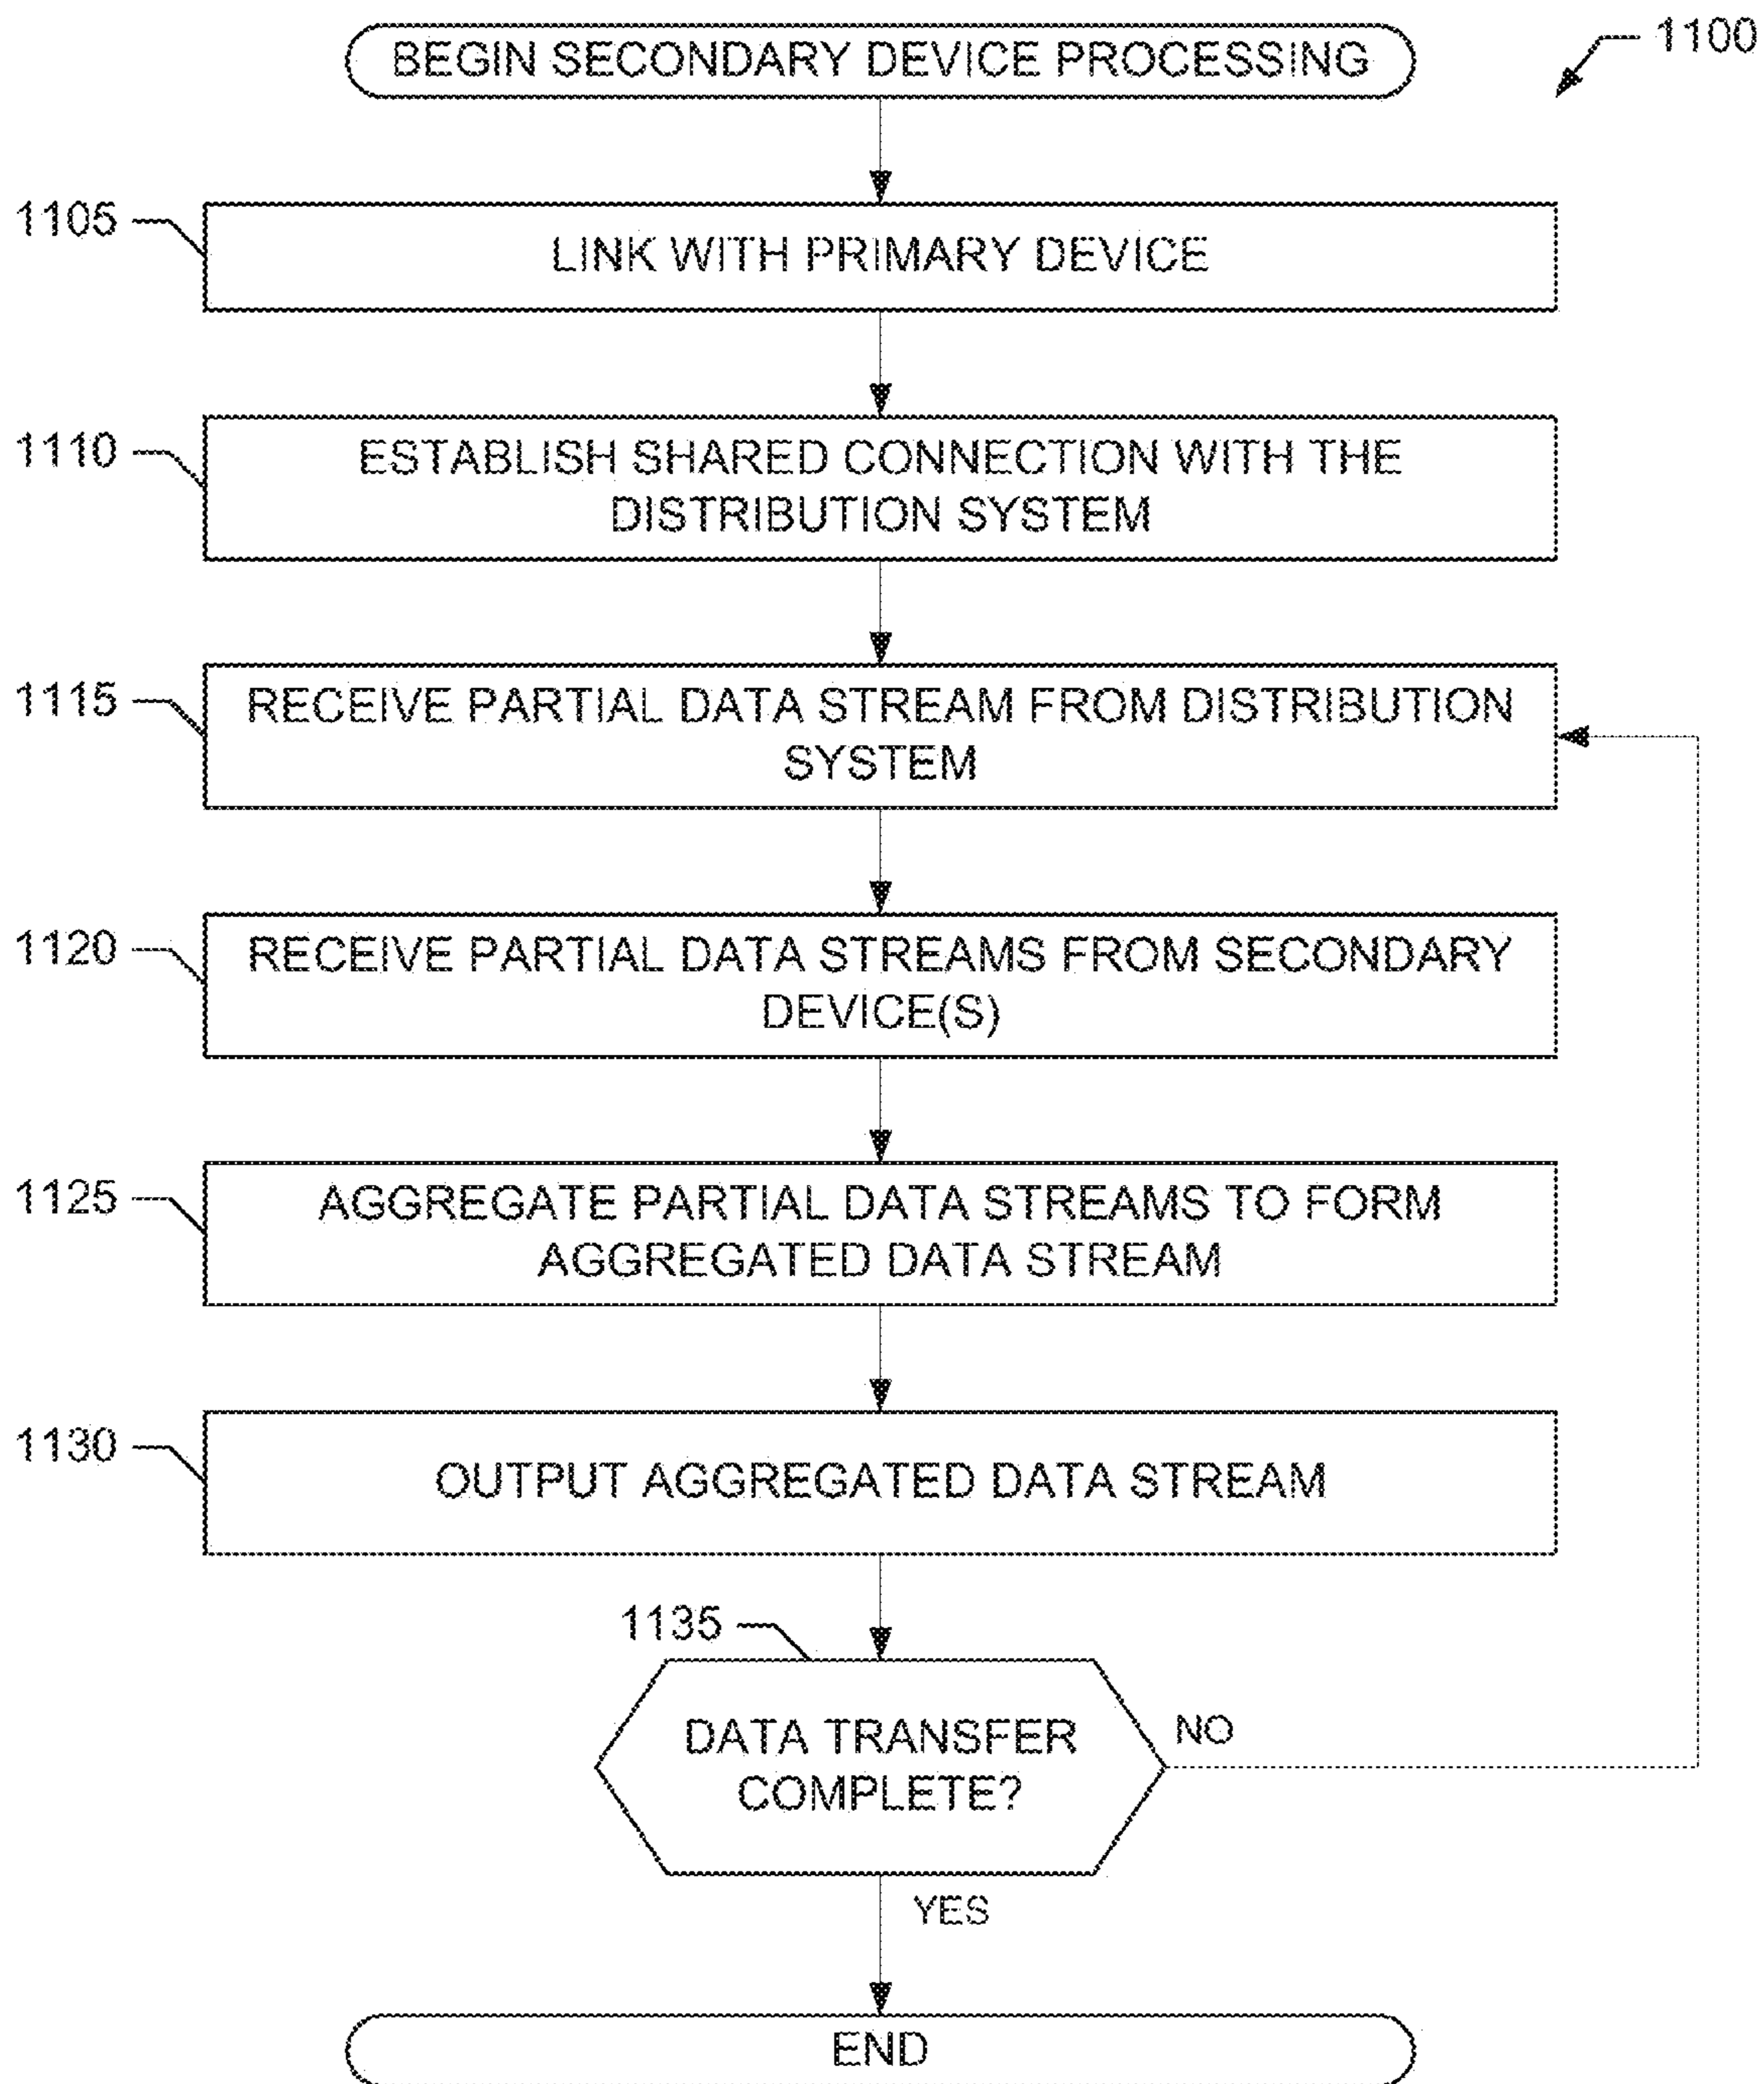 BEGIN SECONDARY DEVICE PROCESSING
1100
1105
LINK WITH PRIMARY DEVICE
1110
ESTABLISH SHARED CONNECTION WITH THE
DISTRIBUTION SYSTEM
1115
RECEIVE PARTIAL DATA STREAM FROM DISTRIBUTION
SYSTEM
1120
RECEIVE PARTIAL DATA STREAMS FROM SECONDARY
DEVICE(S)
1125
AGGREGATE PARTIAL DATA STREAMS TO FORM
AGGREGATED DATA STREAM
1130
OUTPUT AGGREGATED DATA STREAM
1135
DATA TRANSFER
COMPLETE?
NO
YES
END